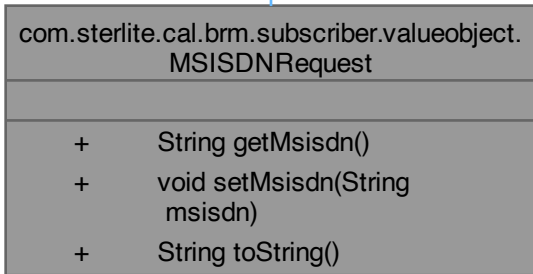 com.sterlite.cal.brm.subscriber.valueobject.
MSISDNRequest
+ String getMsisdn()
+ void setMsisdn(String
msisdn)
+ String toString()